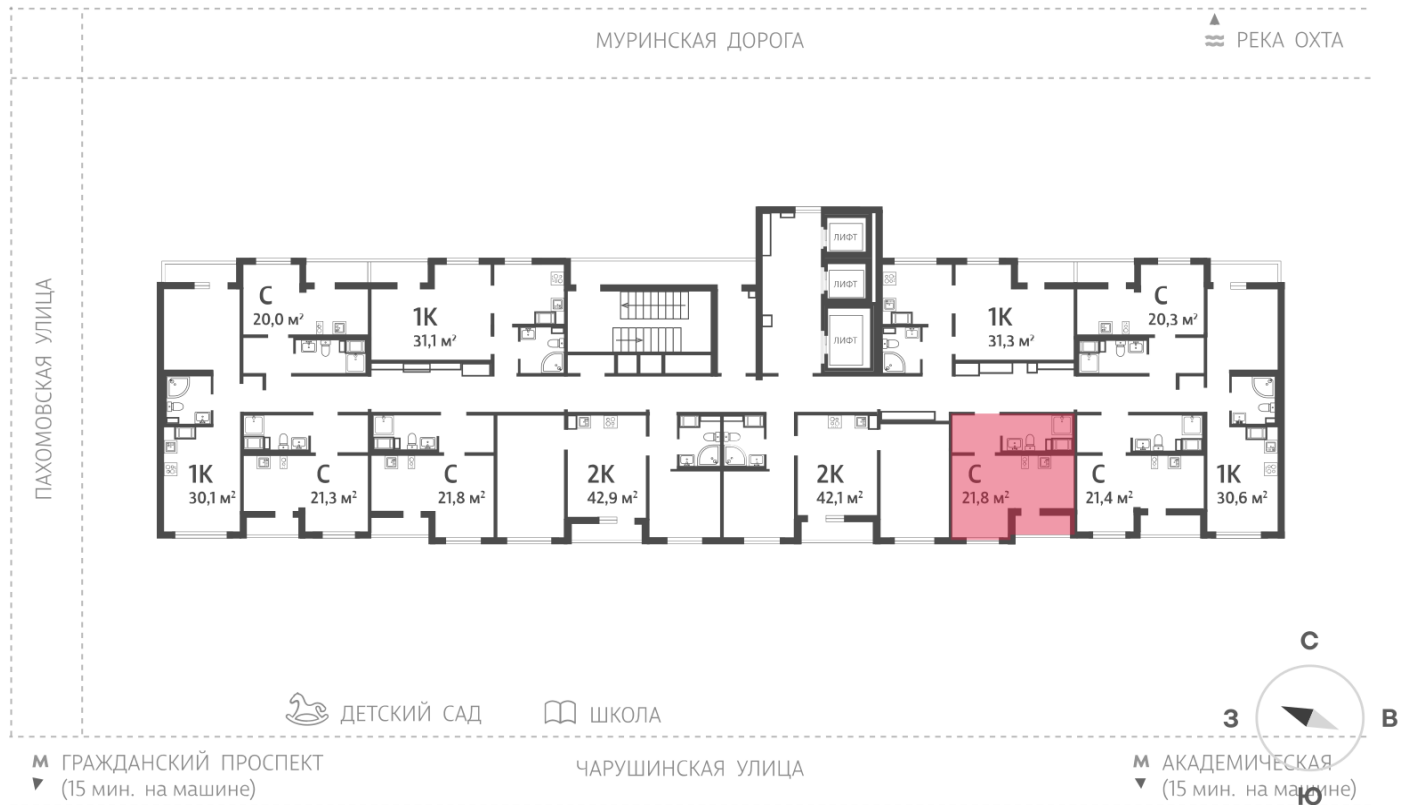 МУРИНСКАЯ ДОРОГА
РЕКА ОХТА
ПАХОМОВСКАЯ УЛИЦА
ЛИФТ
ЛИФТ
ЛИФТ
С
20,0 м²
1К
31,1 м²
1К
31,3 м²
С
20,3 м²
1К
30,1 м²
С
21,3 м²
С
21,8 м²
2К
42,9 м²
2К
42,1 м²
С
21,8 м²
С
21,4 м²
1К
30,6 м²
ДЕТСКИЙ САД
ШКОЛА
С
З
В
Ю
М ГРАЖДАНСКИЙ ПРОСПЕКТ
(15 мин. на машине)
ЧАРУШИНСКАЯ УЛИЦА
М АКАДЕМИЧЕСКАЯ
(15 мин. на машине)